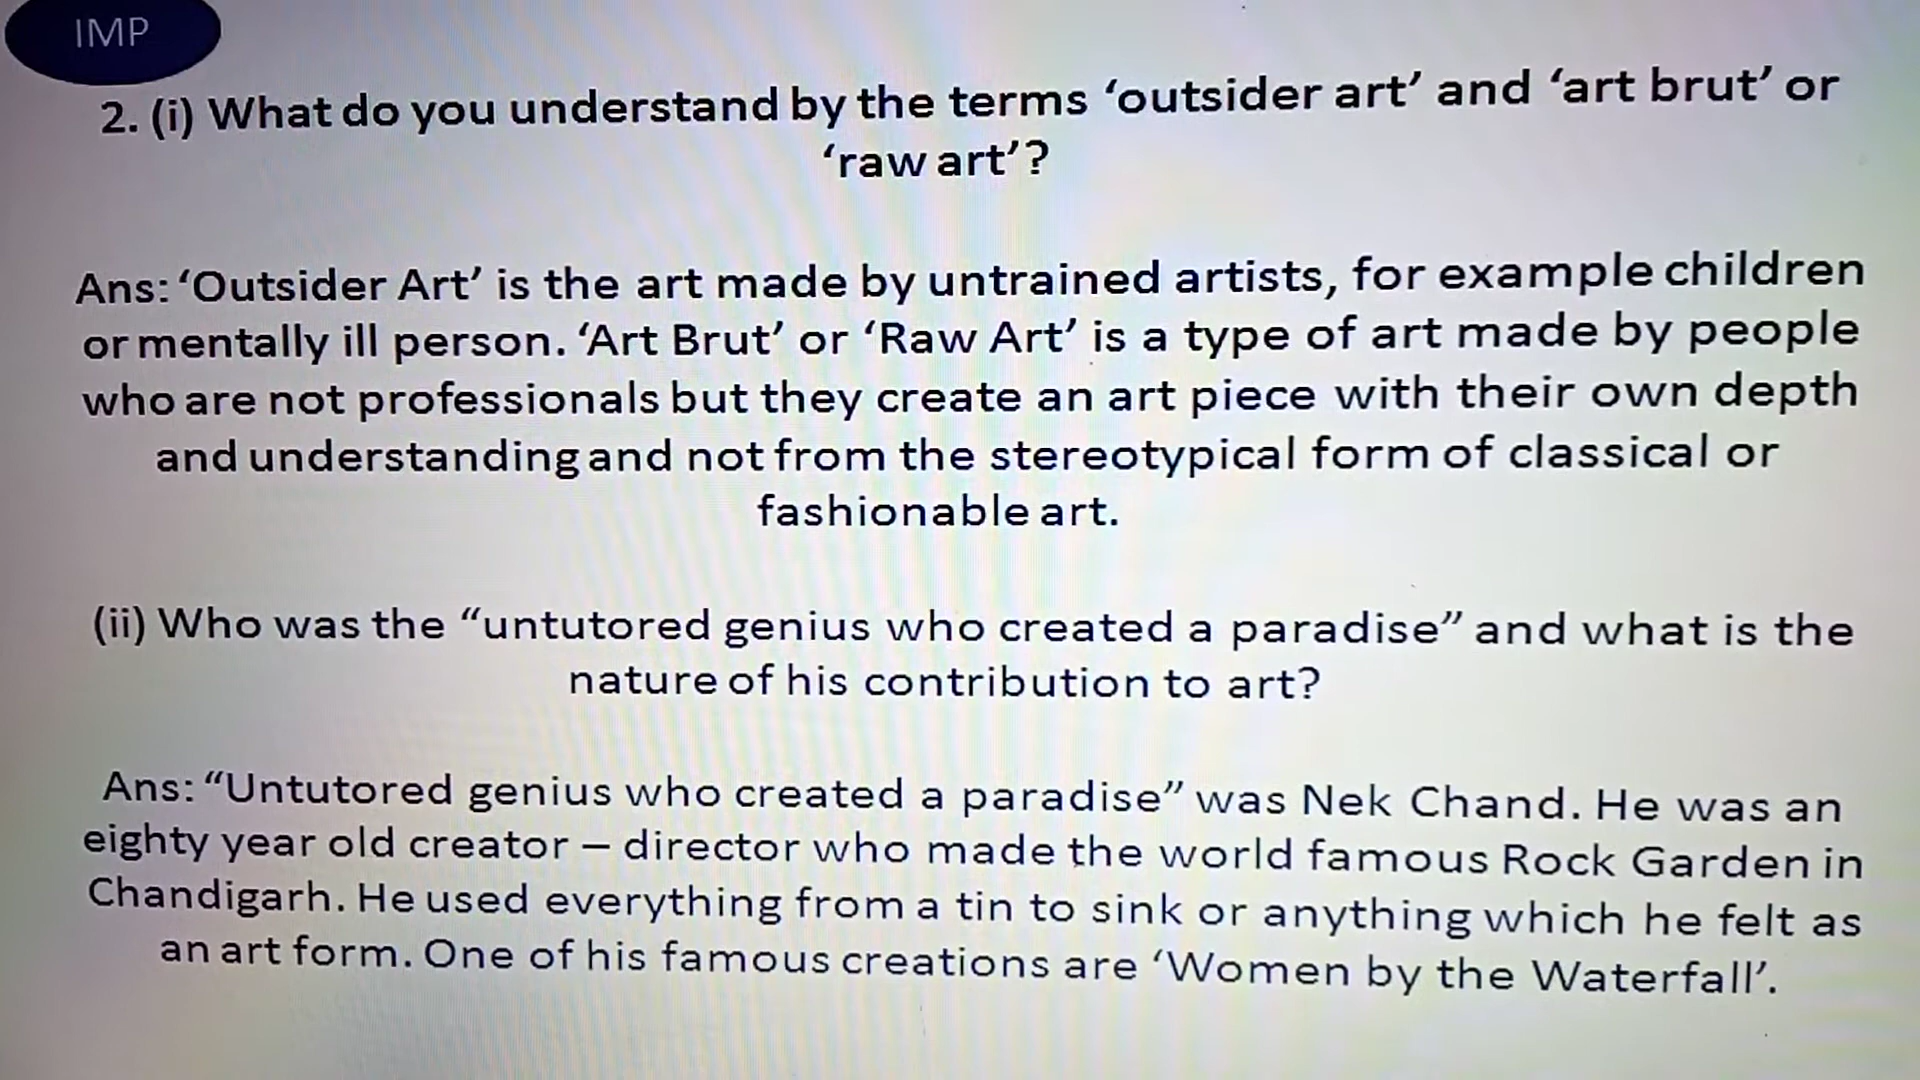 IMP
2. (i) What do you understand by the terms ‘outsider art’ and ‘art brut’ or
‘raw art’?
Ans: ‘Outsider Art’ is the art made by untrained artists, for example children
or mentally ill person. ‘Art Brut’ or ‘Raw Art’ is a type of art made by people
who are not professionals but they create an art piece with their own depth
and understanding and not from the stereotypical form of classical or
fashionable art.
(ii) Who was the “untutored genius who created a paradise” and what is the
nature of his contribution to art?
Ans: “Untutored genius who created a paradise” was Nek Chand. He was an
eighty year old creator – director who made the world famous Rock Garden in
Chandigarh. He used everything from a tin to sink or anything which he felt as
an art form. One of his famous creations are ‘Women by the Waterfall’.